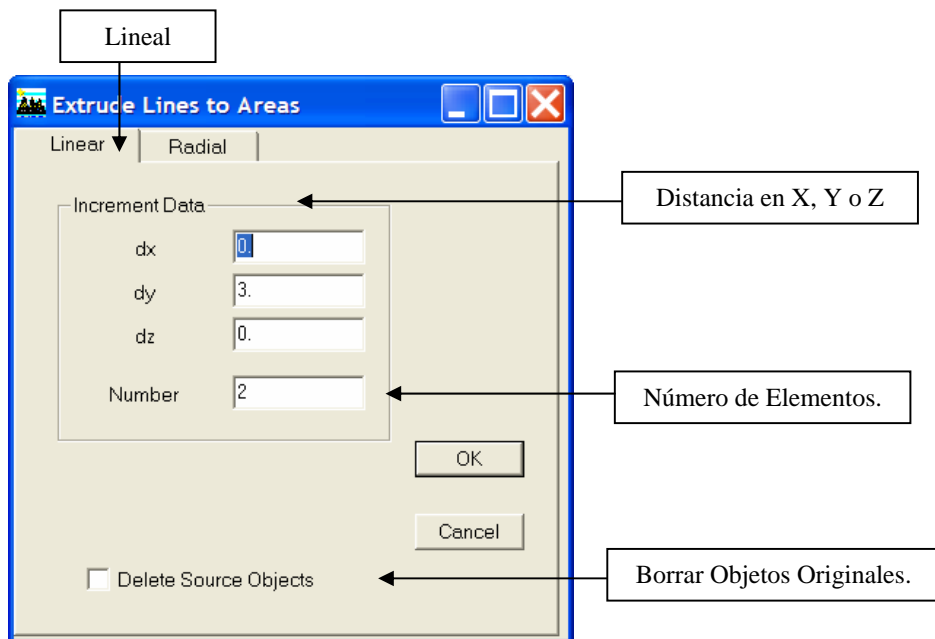 Lineal
Extrude Lines to Areas
Linear
Radial
Increment Data
Distancia en X, Y o Z
dx
0.
dy
3.
dz
0.
Number
2
Número de Elementos.
OK
Cancel
Delete Source Objects
Borrar Objetos Originales.